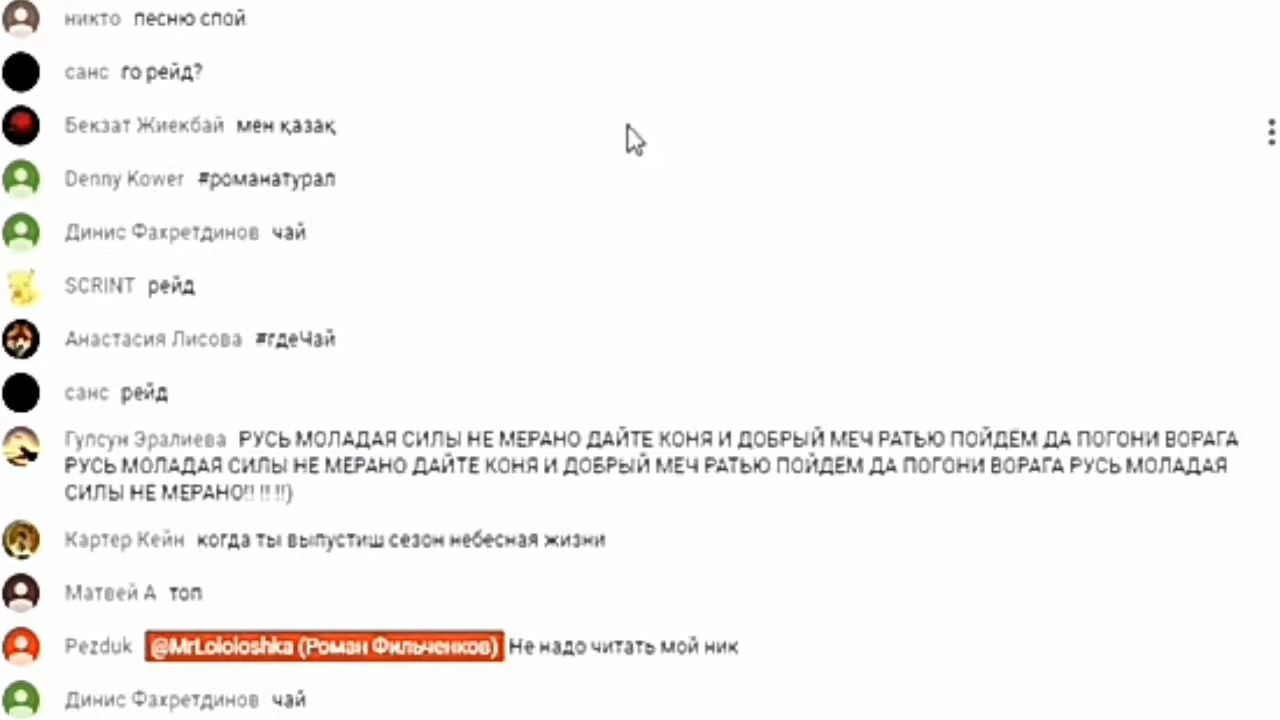 никто песню спой
санс го рейд?
Бекзат Жиекбай мен қазақ
Denny Kower #романатурал
Динис Фахретдинов чай
SCRINT рейд
Анастасия Лисова #гдеЧай
санс рейд
Гулсун Эралиева РУСЬ МОЛАДАЯ СИЛЫ НЕ МЕРАНО ДАЙТЕ КОНЯ И ДОБРЫЙ МЕЧ РАТЬЮ ПОЙДЁМ ДА ПОГОНИ ВОРАГА
РУСЬ МОЛАДАЯ СИЛЫ НЕ МЕРАНО ДАЙТЕ КОНЯ И ДОБРЫЙ МЕЧ РАТЬЮ ПОЙДЁМ ДА ПОГОНИ ВОРАГА РУСЬ МОЛАДАЯ
СИЛЫ НЕ МЕРАНО!! !! !!)
Картер Кейн когда ты выпустиш сезон небесная жизни
Матвей А топ
Pezduk @MrLololoshka (Роман Фильченков) Не надо читать мой ник
Динис Фахретдинов чай